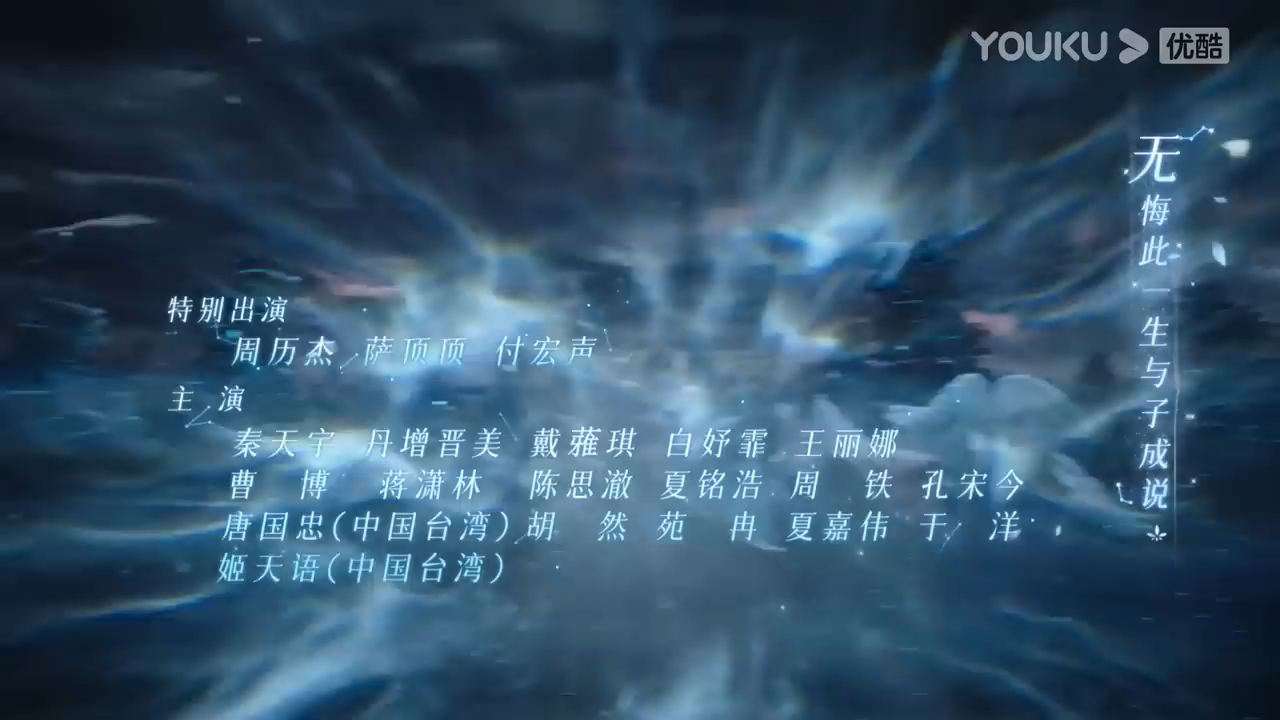 YOUKU 优酷
无悔此一生与子成说
特别出演
周历杰 萨顶顶 付宏声
主 演
秦天宇 丹增晋美 戴蕥琪 白妤霏 王丽娜
曹 博 蒋潇林 陈思澈 夏铭浩 周 铁 孔宋今
唐国忠(中国台湾) 胡 然 苑 冉 夏嘉伟 于 洋
姬天语(中国台湾)